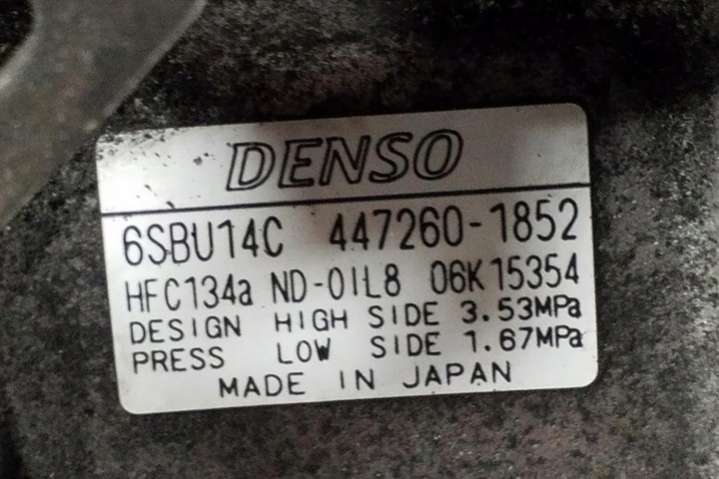 DENSO
6SBU14C 447260-1852
HFC134a ND-OIL8 06K15354
DESIGN HIGH SIDE 3.53MPa
PRESS LOW SIDE 1.67MPa
MADE IN JAPAN